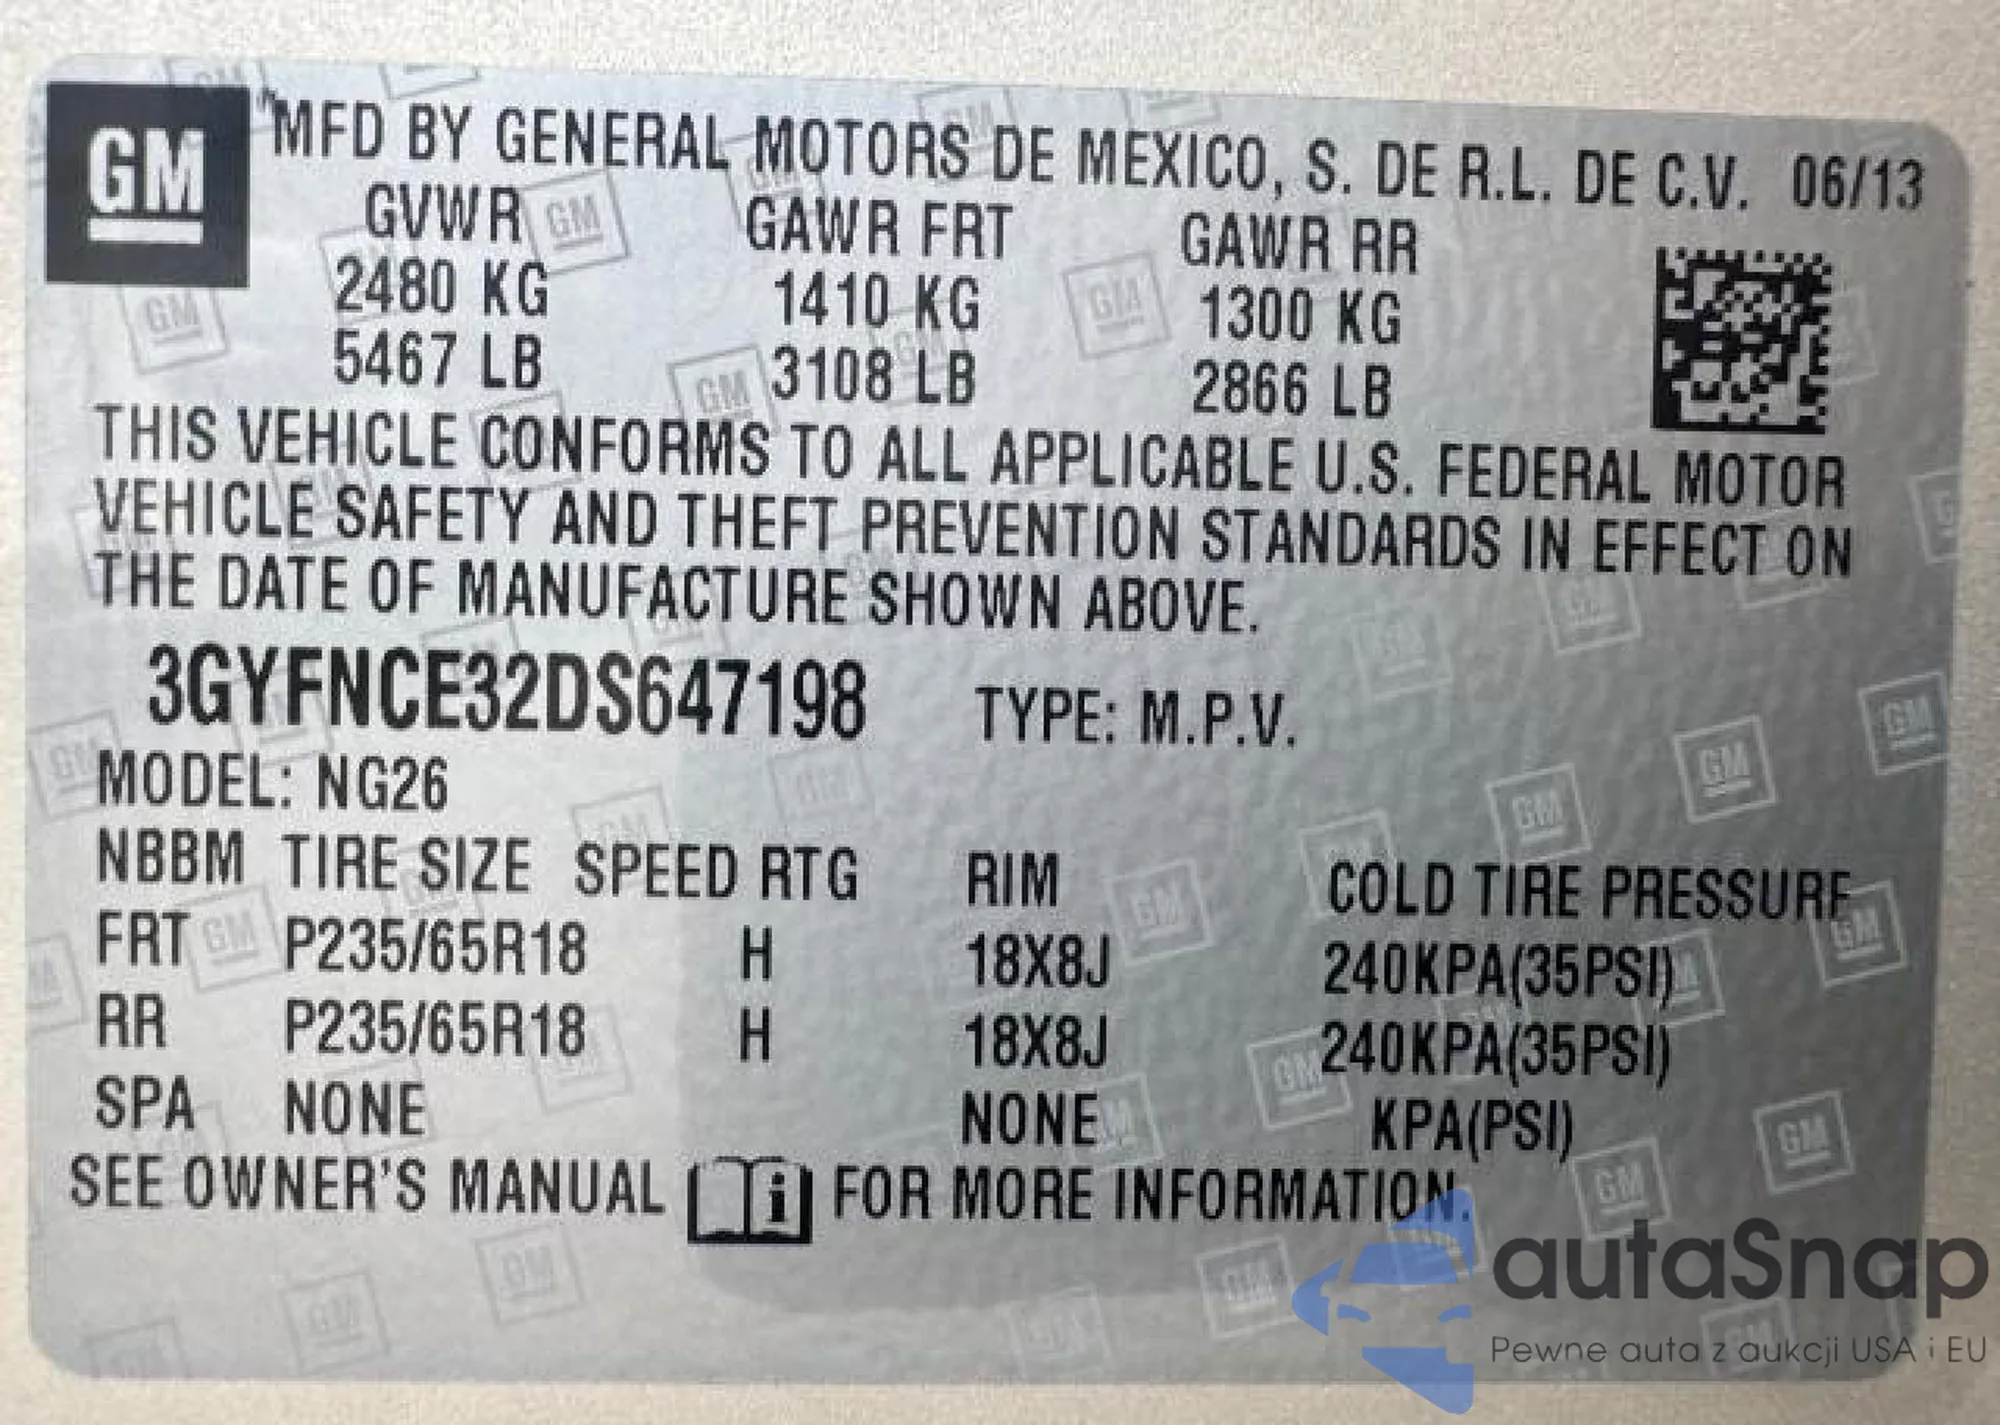 GM
MFD BY GENERAL MOTORS DE MEXICO, S. DE R.L. DE C.V. 06/13
GVWR GAWR FRT GAWR RR
2480 KG 1410 KG 1300 KG
5467 LB 3108 LB 2866 LB
THIS VEHICLE CONFORMS TO ALL APPLICABLE U.S. FEDERAL MOTOR
VEHICLE SAFETY AND THEFT PREVENTION STANDARDS IN EFFECT ON
THE DATE OF MANUFACTURE SHOWN ABOVE.
3GYFNCE32DS647198 TYPE: M.P.V.
MODEL: NG26
NBBM TIRE SIZE SPEED RTG RIM COLD TIRE PRESSURE
FRT P235/65R18 H 18X8J 240KPA(35PSI)
RR P235/65R18 H 18X8J 240KPA(35PSI)
SPA NONE NONE KPA(PSI)
SEE OWNER'S MANUAL i FOR MORE INFORMATION.
autaSnap
Pewne auta z aukcji USA i EU